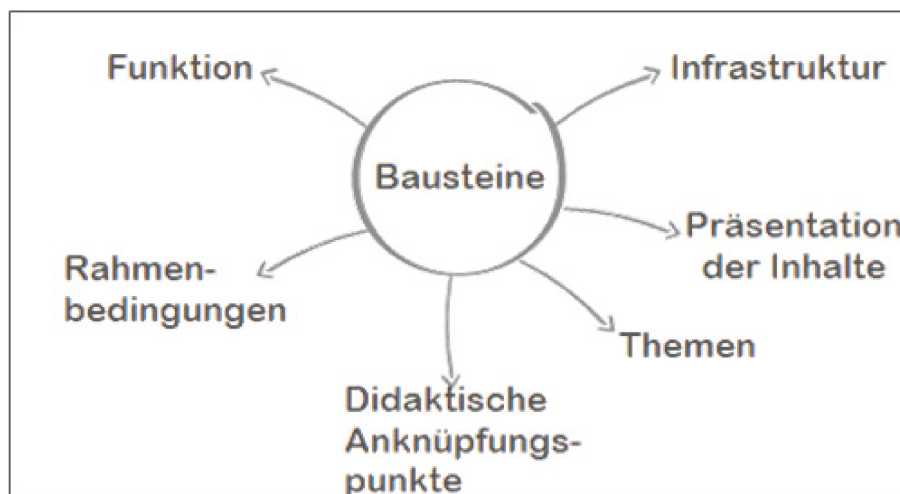 Funktion
Infrastruktur
Bausteine
Präsentation
der Inhalte
Rahmen-
bedingungen
Themen
Didaktische
Anknüpfungs-
punkte